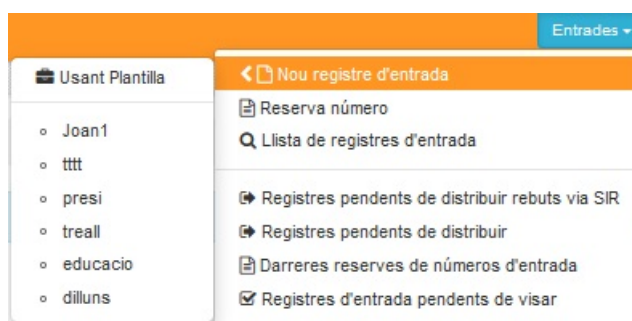 Entrades
Usant Plantilla
Joan1
tttt
presi
treall
educacio
dilluns
Nou registre d'entrada
Reserva número
Llista de registres d'entrada
Registres pendents de distribuir rebuts via SIR
Registres pendents de distribuir
Darreres reserves de números d'entrada
Registres d'entrada pendents de visar